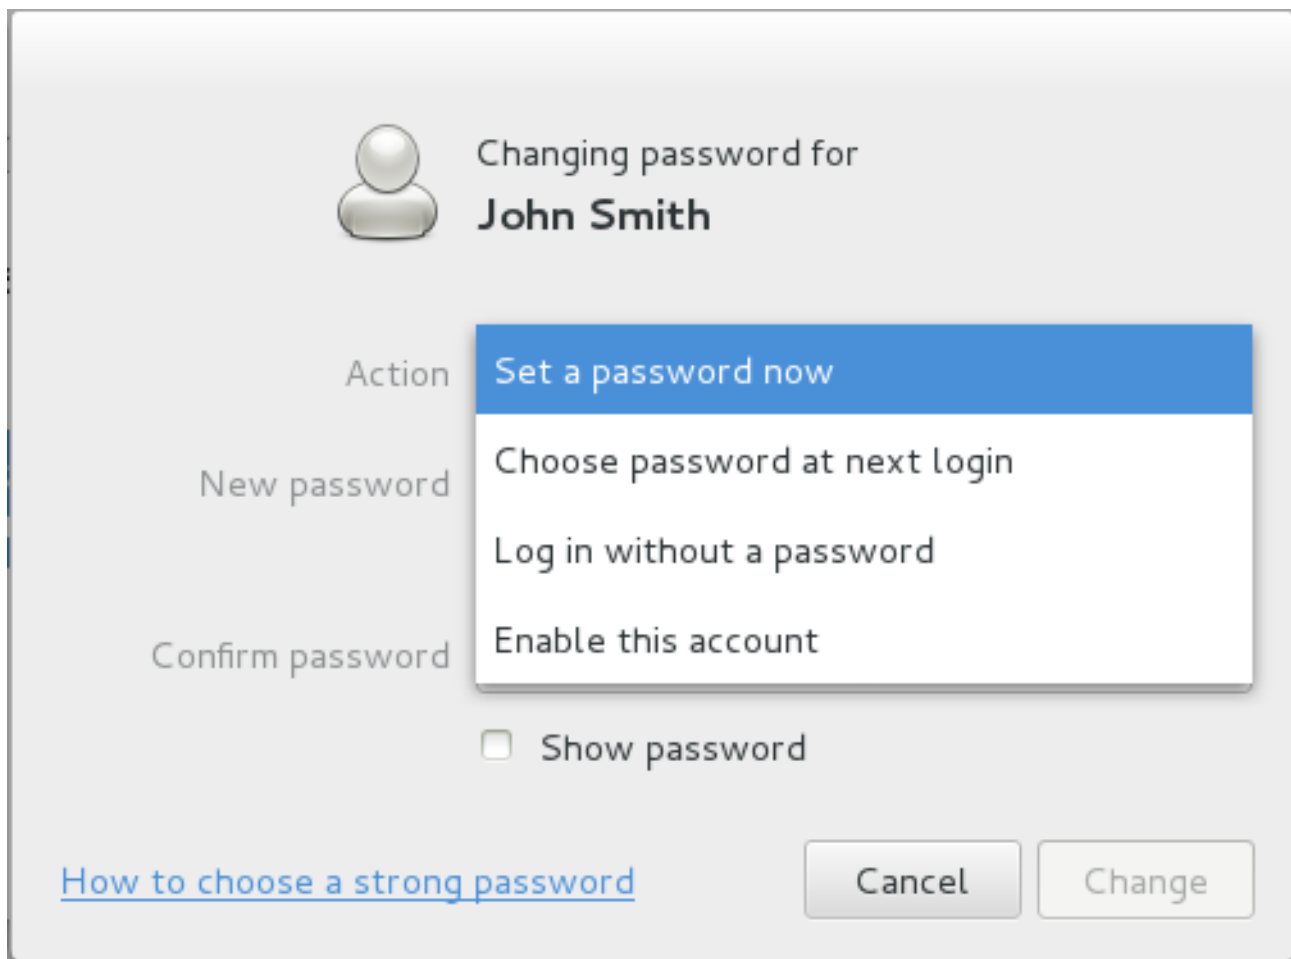 Changing password for
John Smith
Action
Set a password now
Choose password at next login
New password
Log in without a password
Enable this account
Confirm password
Show password
How to choose a strong password
Cancel
Change